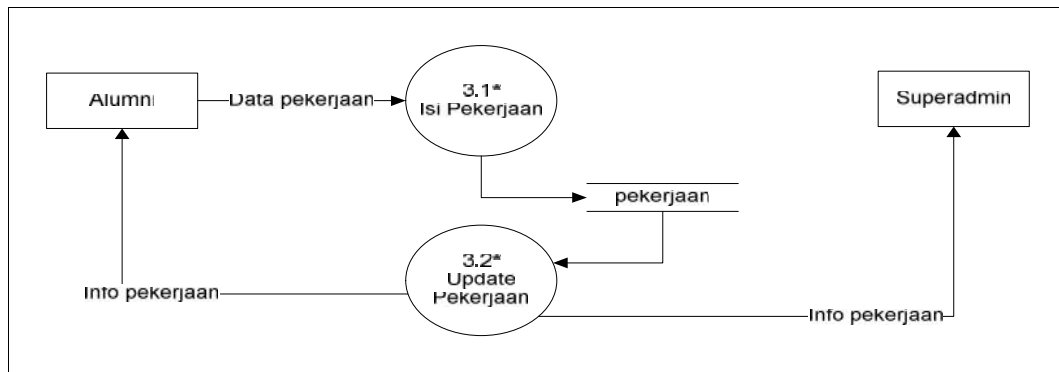 Alumni
Data pekerjaan
3.1*
Isi Pekerjaan
Superadmin
pekerjaan
3.2*
Update
Pekerjaan
Info pekerjaan
Info pekerjaan